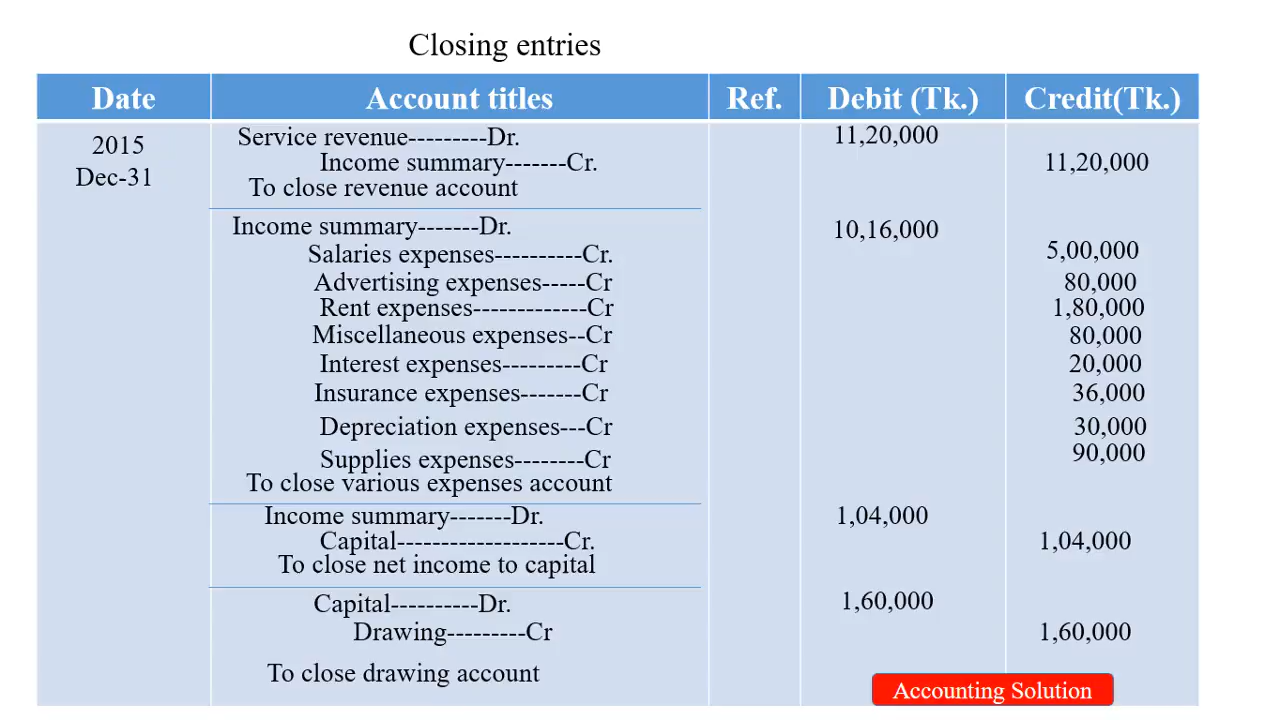 Closing entries
Date Account titles Ref. Debit (Tk.) Credit(Tk.)
2015
Dec-31
Service revenue---------Dr. 11,20,000
Income summary-------Cr. 11,20,000
To close revenue account
Income summary-------Dr. 10,16,000
Salaries expenses----------Cr. 5,00,000
Advertising expenses-----Cr 80,000
Rent expenses-------------Cr 1,80,000
Miscellaneous expenses--Cr 80,000
Interest expenses---------Cr 20,000
Insurance expenses-------Cr 36,000
Depreciation expenses---Cr 30,000
Supplies expenses--------Cr 90,000
To close various expenses account
Income summary-------Dr. 1,04,000
Capital-------------------Cr. 1,04,000
To close net income to capital
Capital----------Dr. 1,60,000
Drawing---------Cr 1,60,000
To close drawing account
Accounting Solution